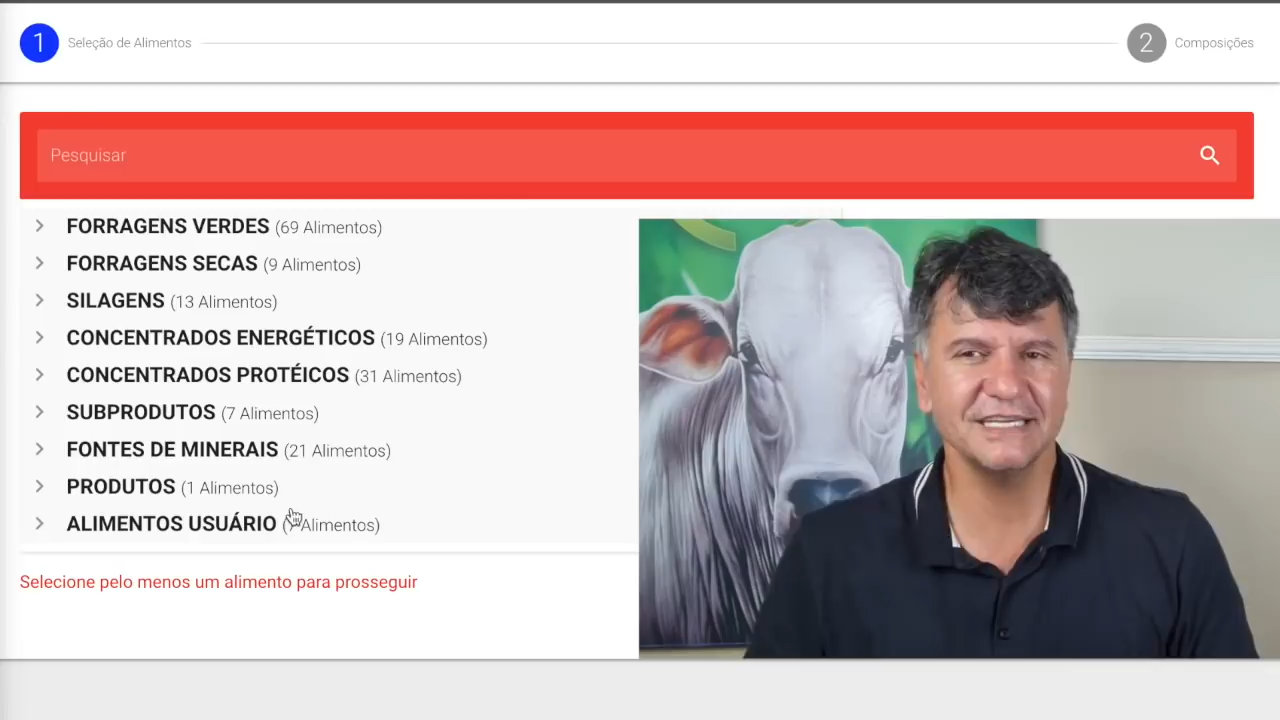 1 Seleção de Alimentos
2 Composições
Pesquisar
FORRAGENS VERDES (69 Alimentos)
FORRAGENS SECAS (9 Alimentos)
SILAGENS (13 Alimentos)
CONCENTRADOS ENERGÉTICOS (19 Alimentos)
CONCENTRADOS PROTÉICOS (31 Alimentos)
SUBPRODUTOS (7 Alimentos)
FONTES DE MINERAIS (21 Alimentos)
PRODUTOS (1 Alimentos)
ALIMENTOS USUÁRIO Alimentos)
Selecione pelo menos um alimento para prosseguir